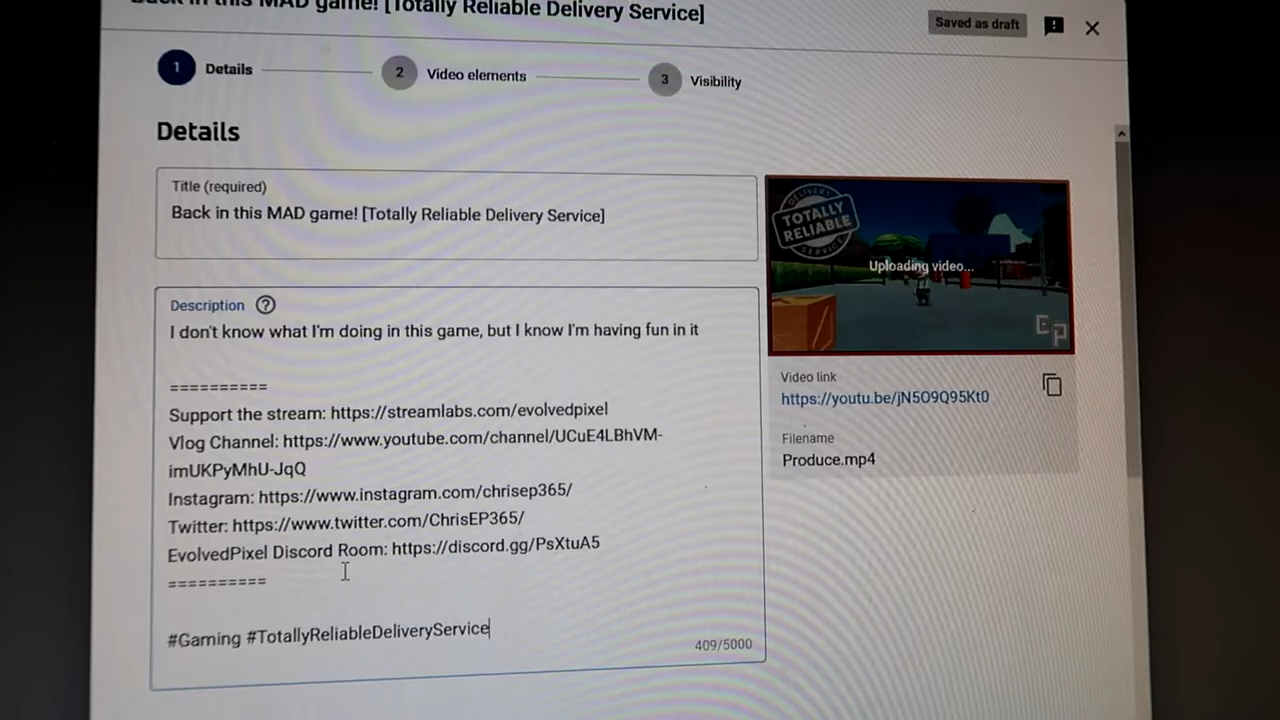 Back in this MAD game! [Totally Reliable Delivery Service]
Saved as draft
1 Details
2 Video elements
3 Visibility
Details
Title (required)
Back in this MAD game! [Totally Reliable Delivery Service]
Description ?
I don't know what I'm doing in this game, but I know I'm having fun in it
==========
Support the stream: https://streamlabs.com/evolvedpixel
Vlog Channel: https://www.youtube.com/channel/UCuE4LBhVM-
imUKPyMhU-JqQ
Instagram: https://www.instagram.com/chrisep365/
Twitter: https://www.twitter.com/ChrisEP365/
EvolvedPixel Discord Room: https://discord.gg/PsXtuA5
==========
#Gaming #TotallyReliableDeliveryService
409/5000
DELIVERY
TOTALLY
RELIABLE
SERVICE
Uploading video...
EP
Video link
https://youtu.be/jN5O9Q95Kt0
Filename
Produce.mp4